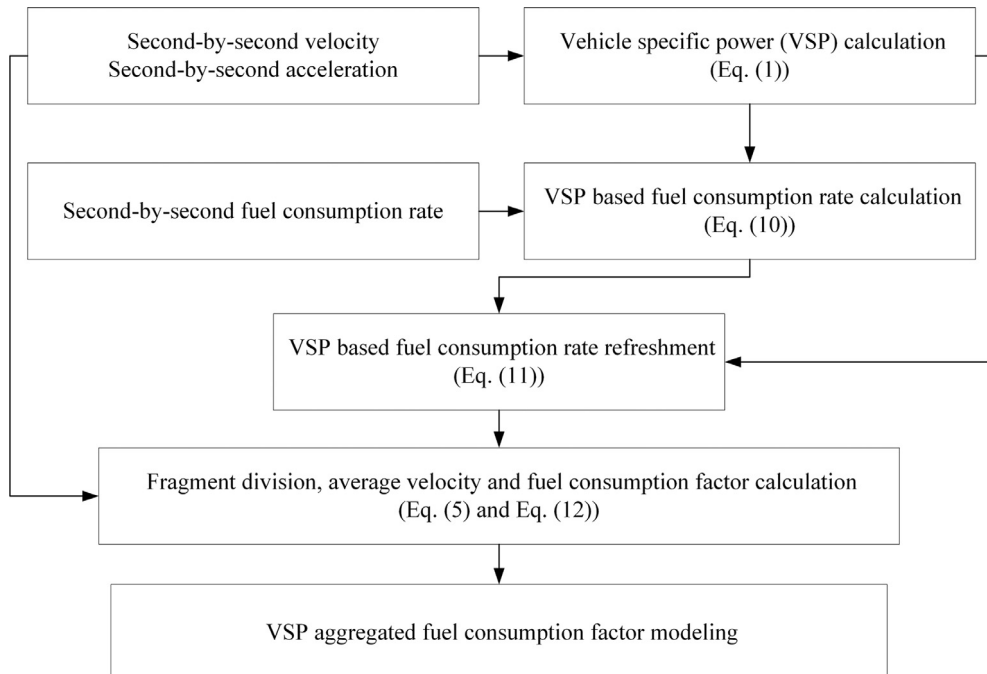 Second-by-second velocity
Second-by-second acceleration
Vehicle specific power (VSP) calculation
(Eq. (1))
Second-by-second fuel consumption rate
VSP based fuel consumption rate calculation
(Eq. (10))
VSP based fuel consumption rate refreshment
(Eq. (11))
Fragment division, average velocity and fuel consumption factor calculation
(Eq. (5) and Eq. (12))
VSP aggregated fuel consumption factor modeling